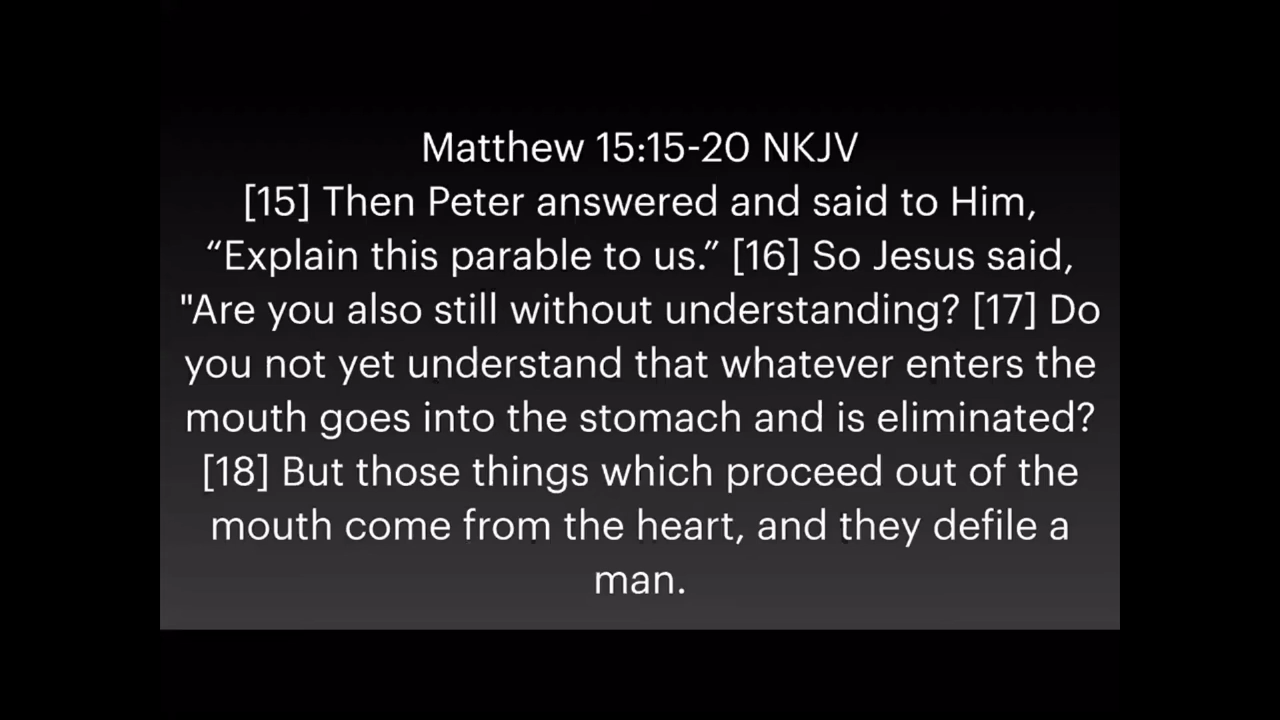 Matthew 15:15-20 NKJV
[15] Then Peter answered and said to Him,
“Explain this parable to us.” [16] So Jesus said,
"Are you also still without understanding? [17] Do
you not yet understand that whatever enters the
mouth goes into the stomach and is eliminated?
[18] But those things which proceed out of the
mouth come from the heart, and they defile a
man.